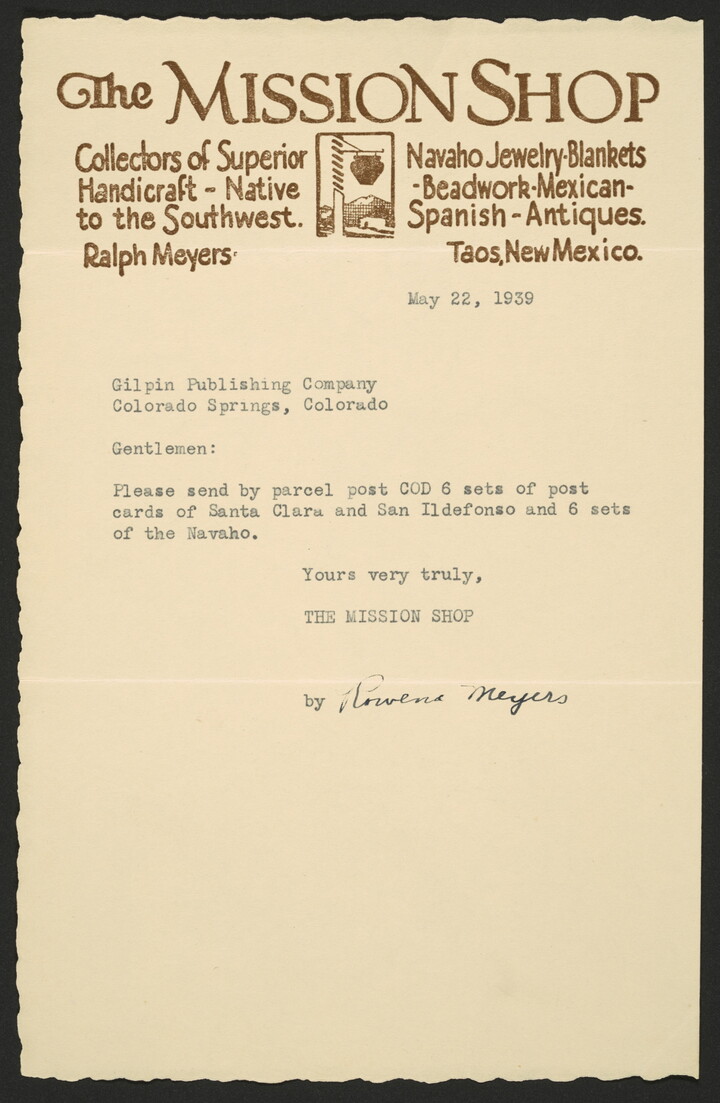 The MISSION SHOP
Collectors of Superior
Handicraft - Native
to the Southwest.
Ralph Meyers
Navaho Jewelry-Blankets
-Beadwork-Mexican-
Spanish-Antiques.
Taos, New Mexico.
May 22, 1939
Gilpin Publishing Company
Colorado Springs, Colorado
Gentlemen:
Please send by parcel post COD 6 sets of post
cards of Santa Clara and San Ildefonso and 6 sets
of the Navaho.
Yours very truly,
THE MISSION SHOP
by Rowena Meyers